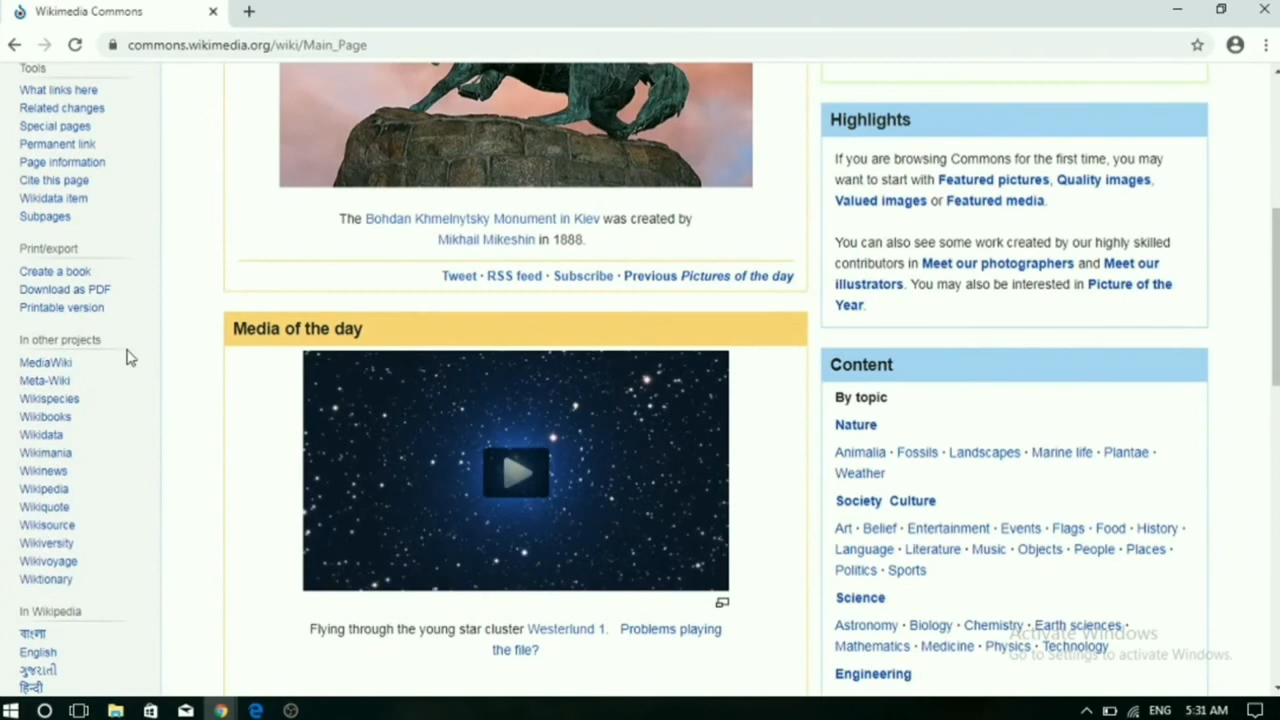 Wikimedia Commons
commons.wikimedia.org/wiki/Main_Page
Tools
What links here
Related changes
Special pages
Permanent link
Page information
Cite this page
Wikidata item
Subpages
Print/export
Create a book
Download as PDF
Printable version
In other projects
MediaWiki
Meta-Wiki
Wikispecies
Wikibooks
Wikidata
Wikimania
Wikinews
Wikipedia
Wikiquote
Wikisource
Wikiversity
Wikivoyage
Wiktionary
In Wikipedia
বাংলা
English
ગુજરાતી
हिन्दी
The Bohdan Khmelnytsky Monument in Kiev was created by
Mikhail Mikeshin in 1888.
Tweet · RSS feed · Subscribe · Previous Pictures of the day
Media of the day
Flying through the young star cluster Westerlund 1. Problems playing
the file?
Highlights
If you are browsing Commons for the first time, you may
want to start with Featured pictures, Quality images,
Valued images or Featured media.
You can also see some work created by our highly skilled
contributors in Meet our photographers and Meet our
illustrators. You may also be interested in Picture of the
Year.
Content
By topic
Nature
Animalia · Fossils · Landscapes · Marine life · Plantae ·
Weather
Society Culture
Art · Belief · Entertainment · Events · Flags · Food · History ·
Language · Literature · Music · Objects · People · Places ·
Politics · Sports
Science
Astronomy · Biology · Chemistry · Earth sciences ·
Mathematics · Medicine · Physics · Technology
Engineering
Activate Windows
Go to Settings to activate Windows.
ENG 5:31 AM